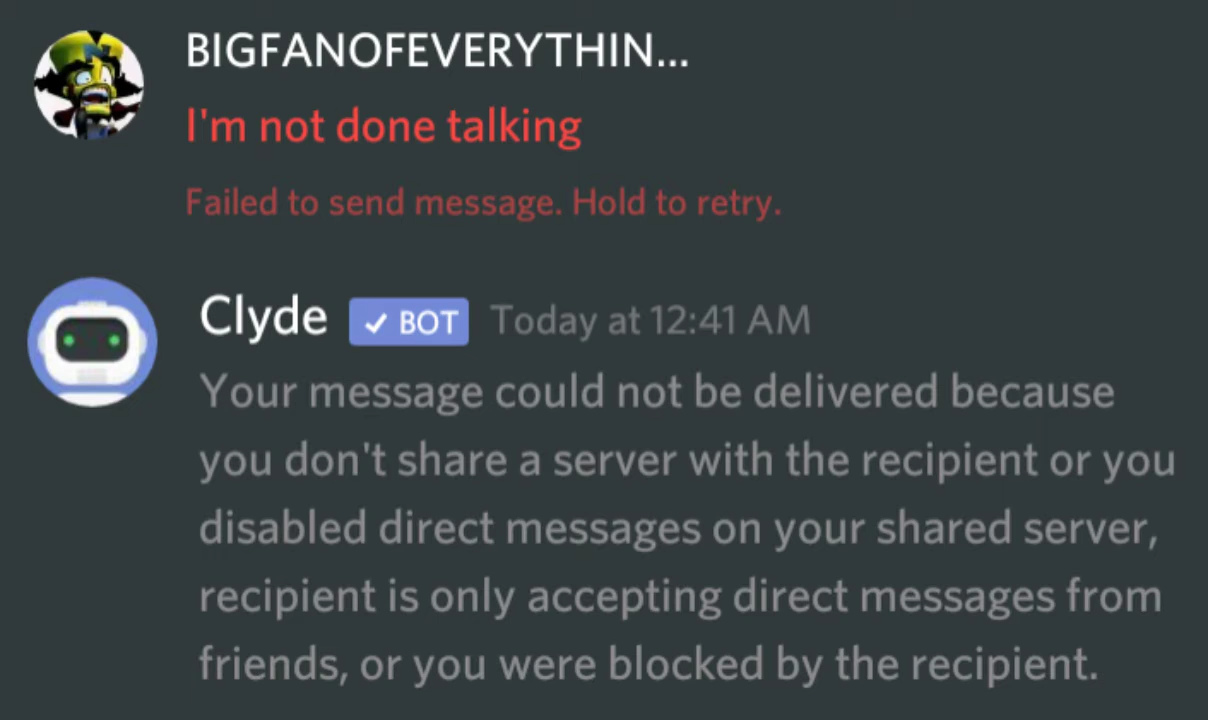 BIGFANOFEVERYTHIN...
I'm not done talking
Failed to send message. Hold to retry.
Clyde ✓ BOT Today at 12:41 AM
Your message could not be delivered because
you don't share a server with the recipient or you
disabled direct messages on your shared server,
recipient is only accepting direct messages from
friends, or you were blocked by the recipient.